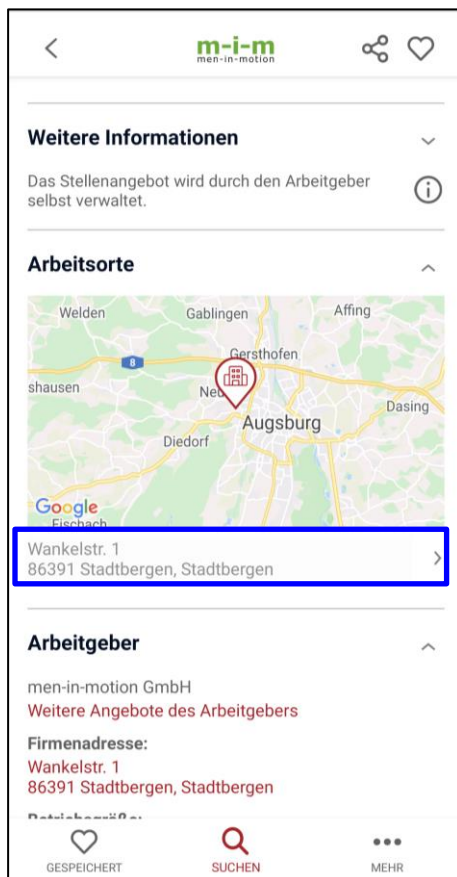 m-i-m
men-in-motion
Weitere Informationen
Das Stellenangebot wird durch den Arbeitgeber
selbst verwaltet.
Arbeitsorte
Welden
Gablingen
Affing
8
Gersthofen
shausen
Neu
Dasing
Augsburg
Diedorf
Google
Fischach
Wankelstr. 1
86391 Stadtbergen, Stadtbergen
Arbeitgeber
men-in-motion GmbH
Weitere Angebote des Arbeitgebers
Firmenadresse:
Wankelstr. 1
86391 Stadtbergen, Stadtbergen
Betriebsgröße:
GESPEICHERT
SUCHEN
MEHR